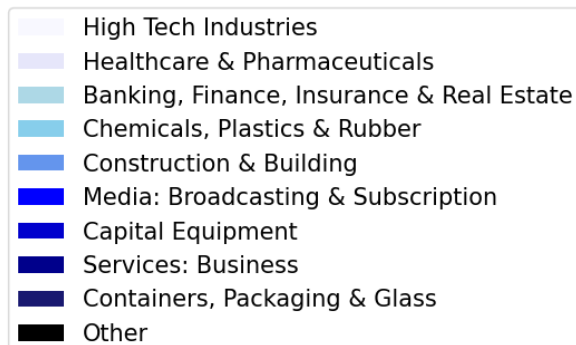 High Tech Industries
Healthcare & Pharmaceuticals
Banking, Finance, Insurance & Real Estate
Chemicals, Plastics & Rubber
Construction & Building
Media: Broadcasting & Subscription
Capital Equipment
Services: Business
Containers, Packaging & Glass
Other